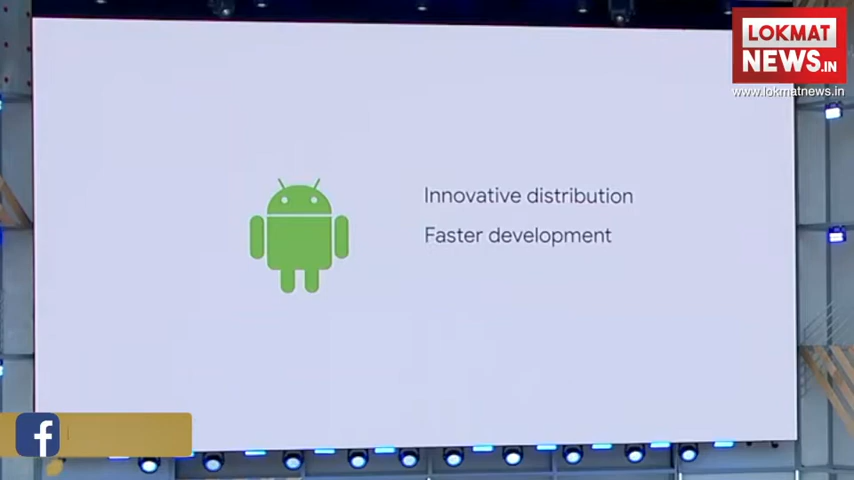 LOKMAT
NEWS.IN
www.lokmatnews.in
Innovative distribution
Faster development
f